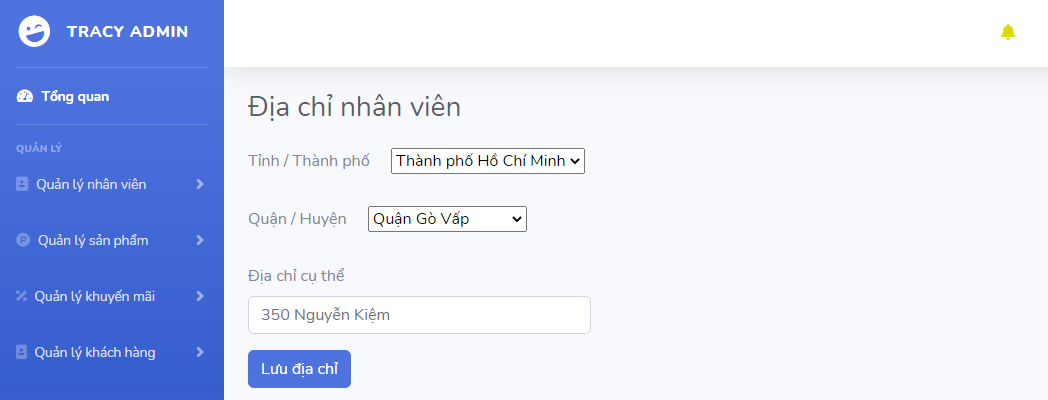 TRACY ADMIN
Tổng quan
QUẢN LÝ
Quản lý nhân viên
Quản lý sản phẩm
Quản lý khuyến mãi
Quản lý khách hàng
Địa chỉ nhân viên
Tỉnh / Thành phố Thành phố Hồ Chí Minh
Quận / Huyện Quận Gò Vấp
Địa chỉ cụ thể
350 Nguyễn Kiệm
Lưu địa chỉ